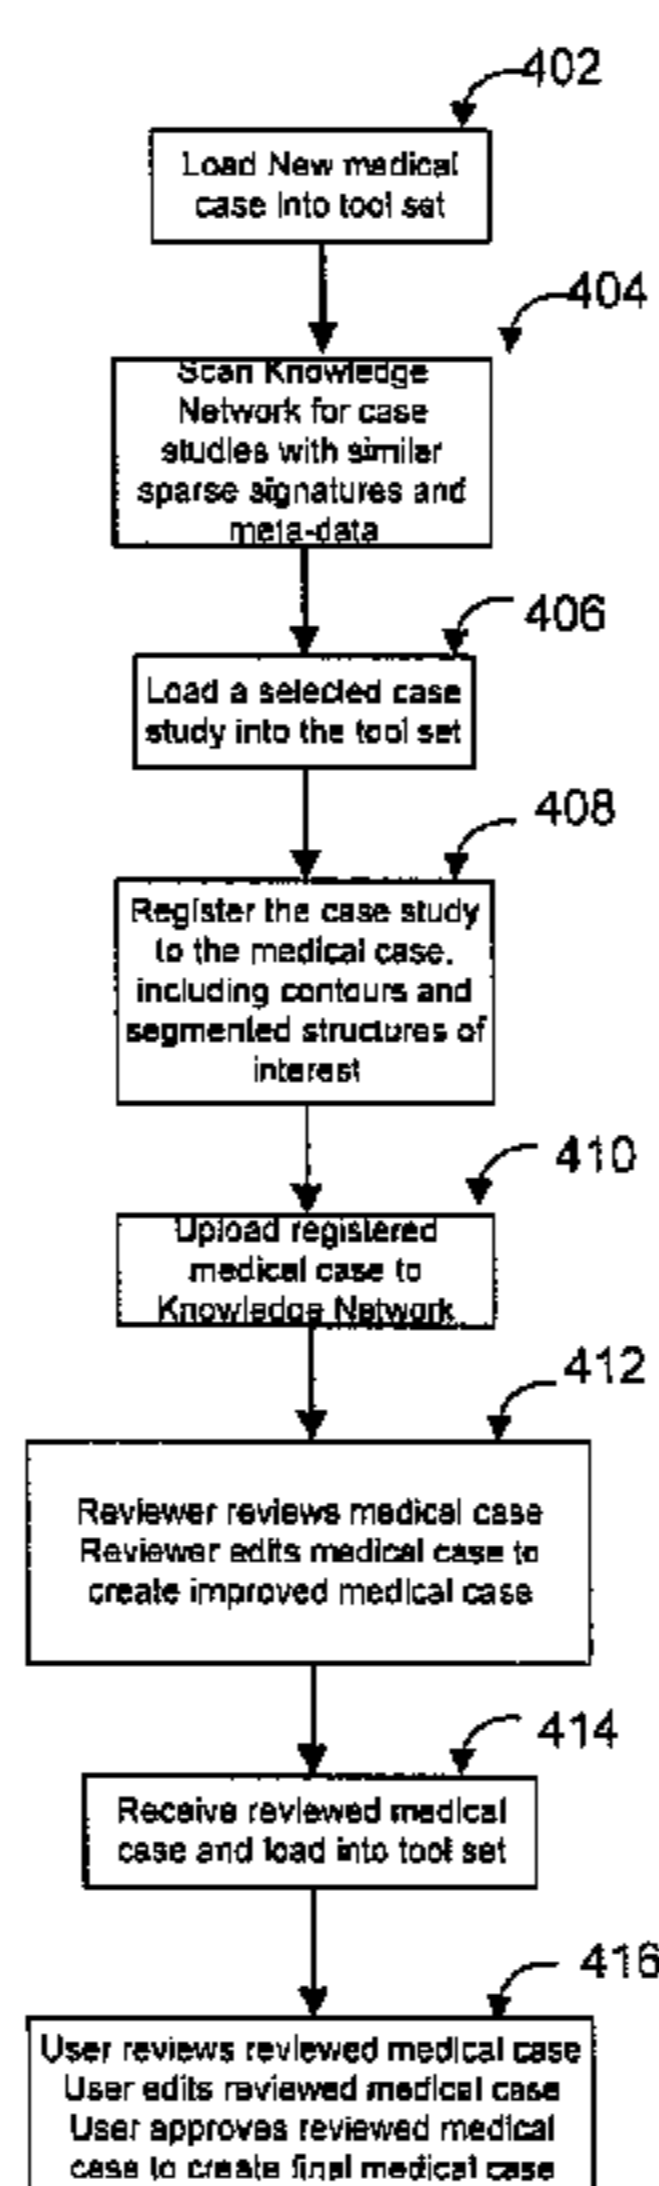 402
Load New medical
case into tool set
404
Scan Knowledge
Network for case
studies with similar
sparse signatures and
meta-data
406
Load a selected case
study into the tool set
408
Register the case study
to the medical case,
including contours and
segmented structures of
interest
410
Upload registered
medical case to
Knowledge Network
412
Reviewer reviews medical case
Reviewer edits medical case to
create improved medical case
414
Receive reviewed medical
case and load into tool set
416
User reviews reviewed medical case
User edits reviewed medical case
User approves reviewed medical
case to create final medical case